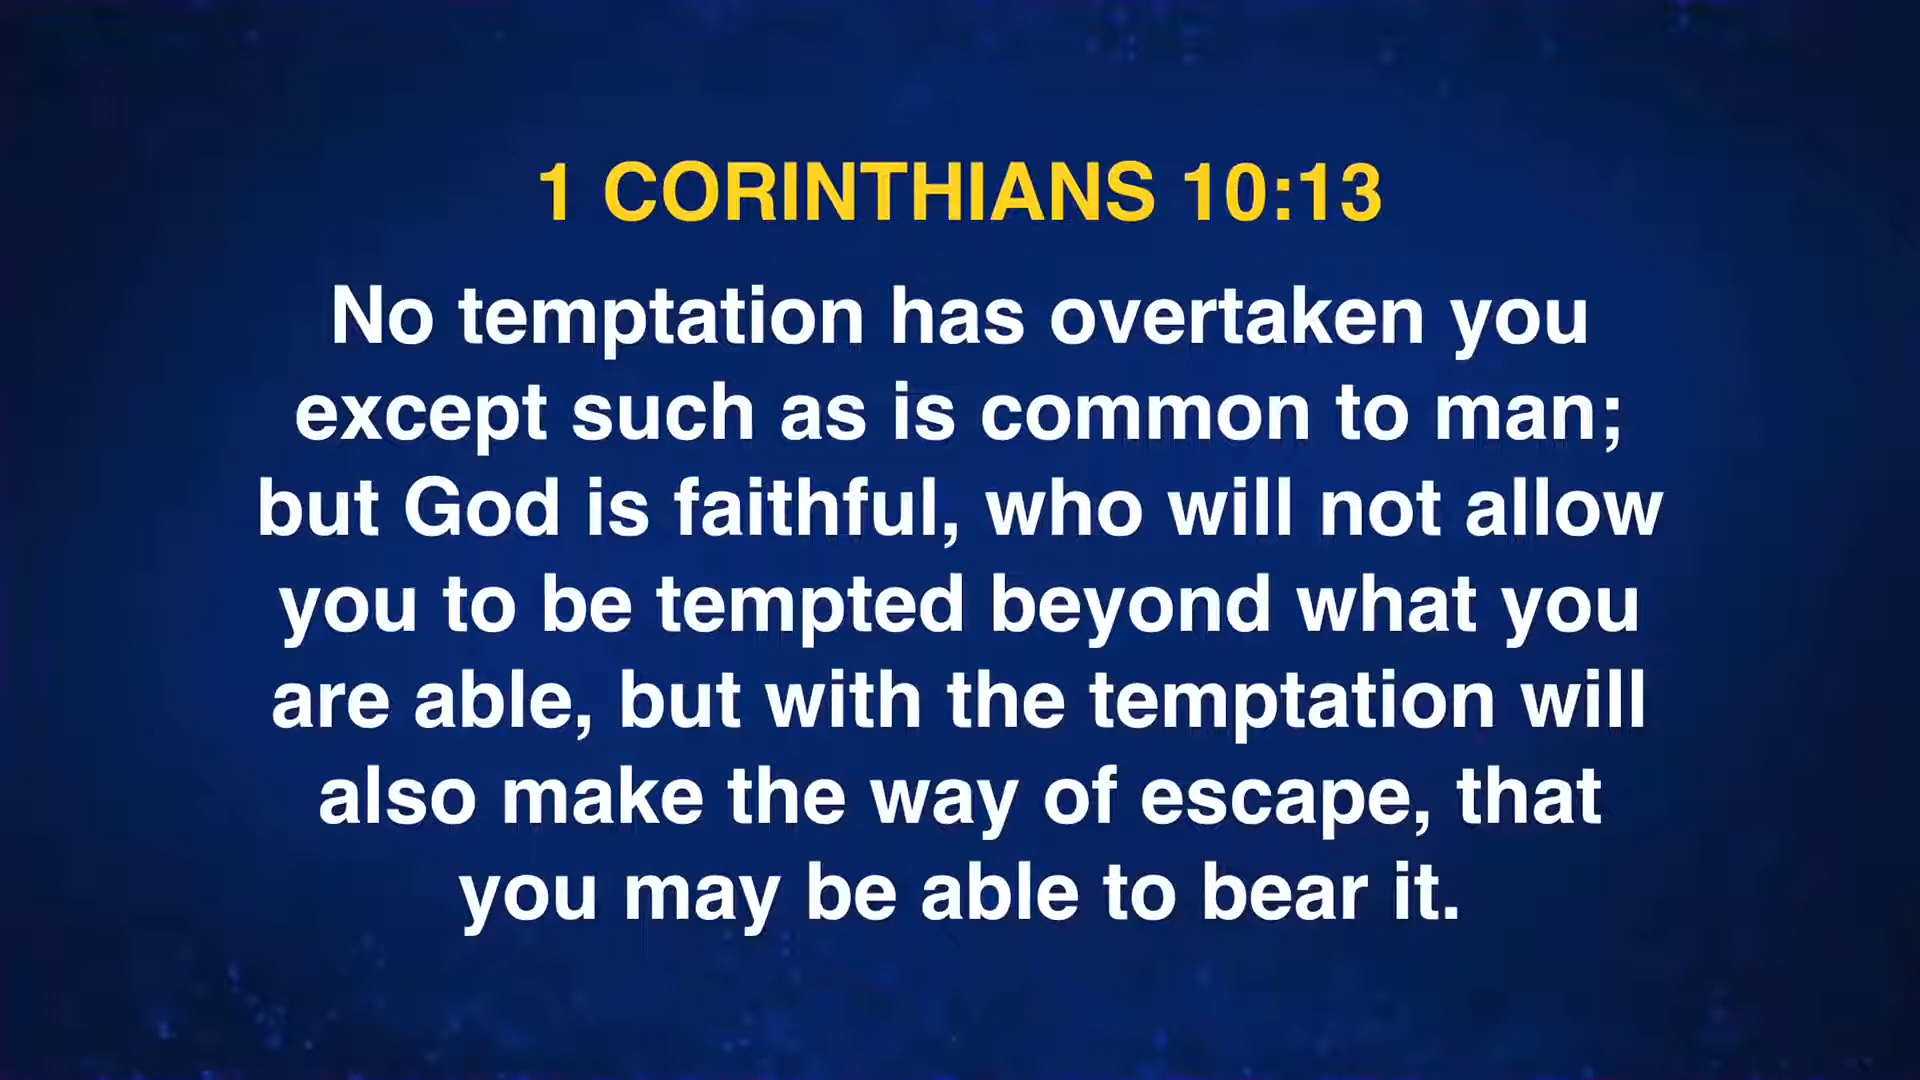 1 CORINTHIANS 10:13
No temptation has overtaken you
except such as is common to man;
but God is faithful, who will not allow
you to be tempted beyond what you
are able, but with the temptation will
also make the way of escape, that
you may be able to bear it.